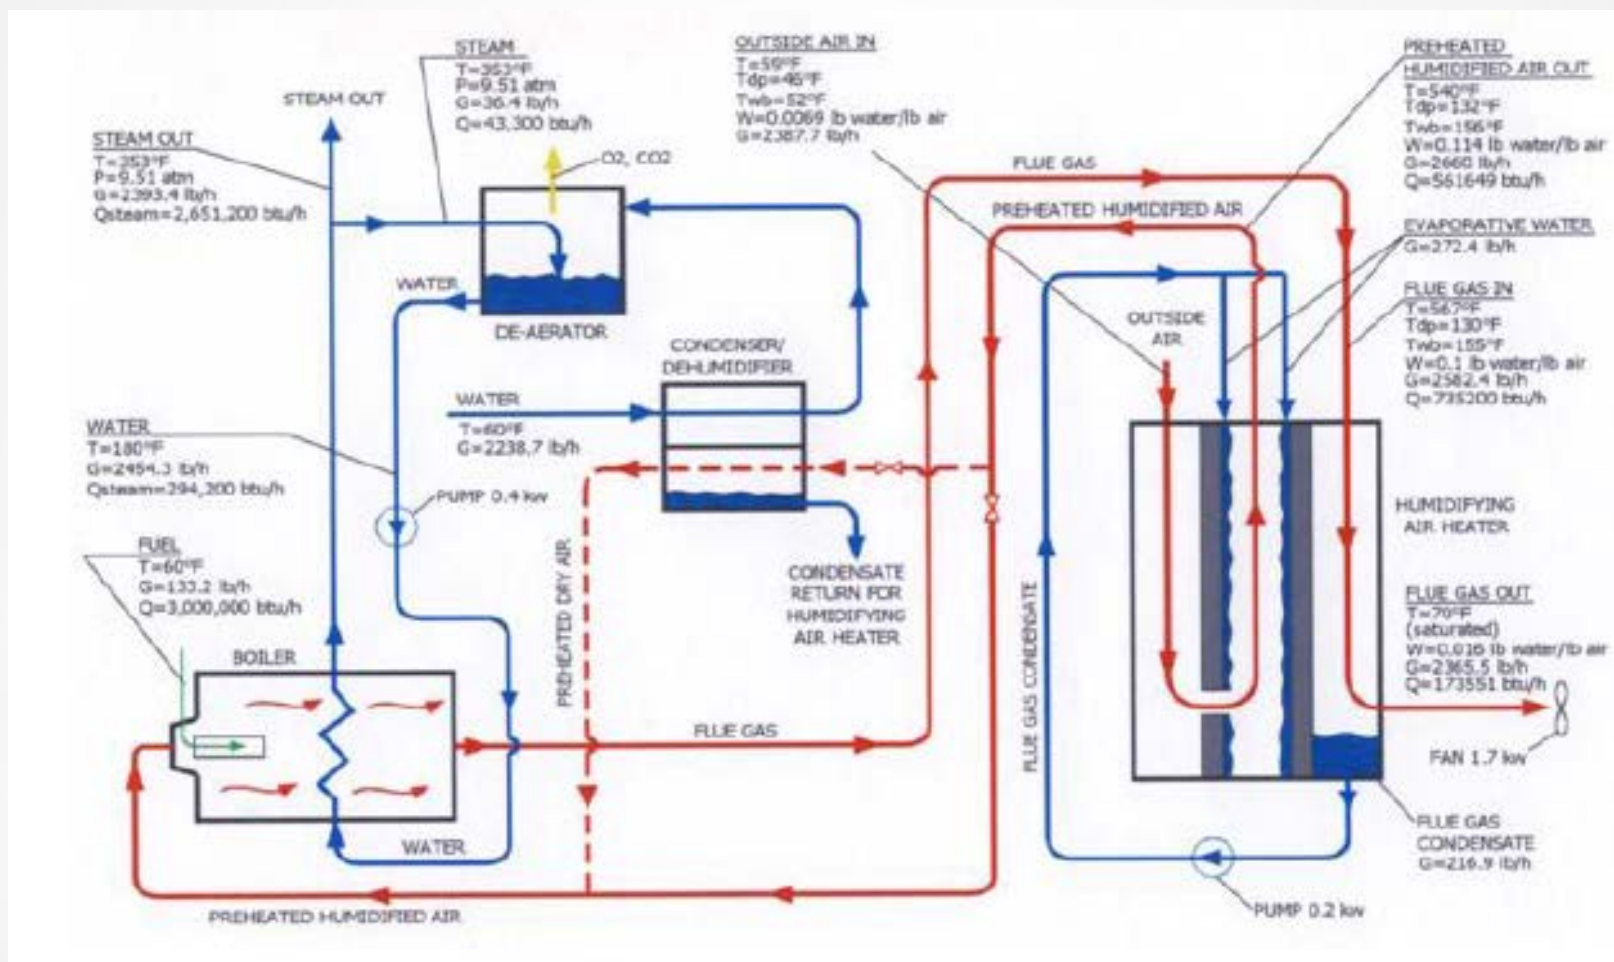 STEAM
T=353°F
P=9.51 atm
G=36.4 lb/h
Q=43,300 btu/h
STEAM OUT
STEAM OUT
T=353°F
P=9.51 atm
G=2393.4 lb/h
Qsteam=2,651,200 btu/h
O2, CO2
OUTSIDE AIR IN
T=59°F
Tdp=46°F
Twb=52°F
W=0.0069 lb water/lb air
G=2387.7 lb/h
PREHEATED
HUMIDIFIED AIR OUT
T=540°F
Tdp=132°F
Twb=156°F
W=0.114 lb water/lb air
G=2660 lb/h
Q=561649 btu/h
FLUE GAS
PREHEATED HUMIDIFIED AIR
EVAPORATIVE WATER
G=272.4 lb/h
FLUE GAS IN
T=567°F
Tdp=130°F
Twb=155°F
W=0.1 lb water/lb air
G=2582.4 lb/h
Q=735200 btu/h
WATER
DE-AERATOR
OUTSIDE
AIR
CONDENSER/
DEHUMIDIFIER
WATER
T=60°F
G=2238.7 lb/h
WATER
T=180°F
G=2454.3 lb/h
Qsteam=294,200 btu/h
PUMP 0.4 kw
HUMIDIFYING
AIR HEATER
FUEL
T=60°F
G=133.2 lb/h
Q=3,000,000 btu/h
PREHEATED DRY AIR
CONDENSATE
RETURN FOR
HUMIDIFYING
AIR HEATER
FLUE GAS CONDENSATE
FLUE GAS OUT
T=70°F
(saturated)
W=0.016 lb water/lb air
G=2365.5 lb/h
Q=173551 btu/h
BOILER
FLUE GAS
FAN 1.7 kw
WATER
FLUE GAS
CONDENSATE
G=216.9 lb/h
PREHEATED HUMIDIFIED AIR
PUMP 0.2 kw